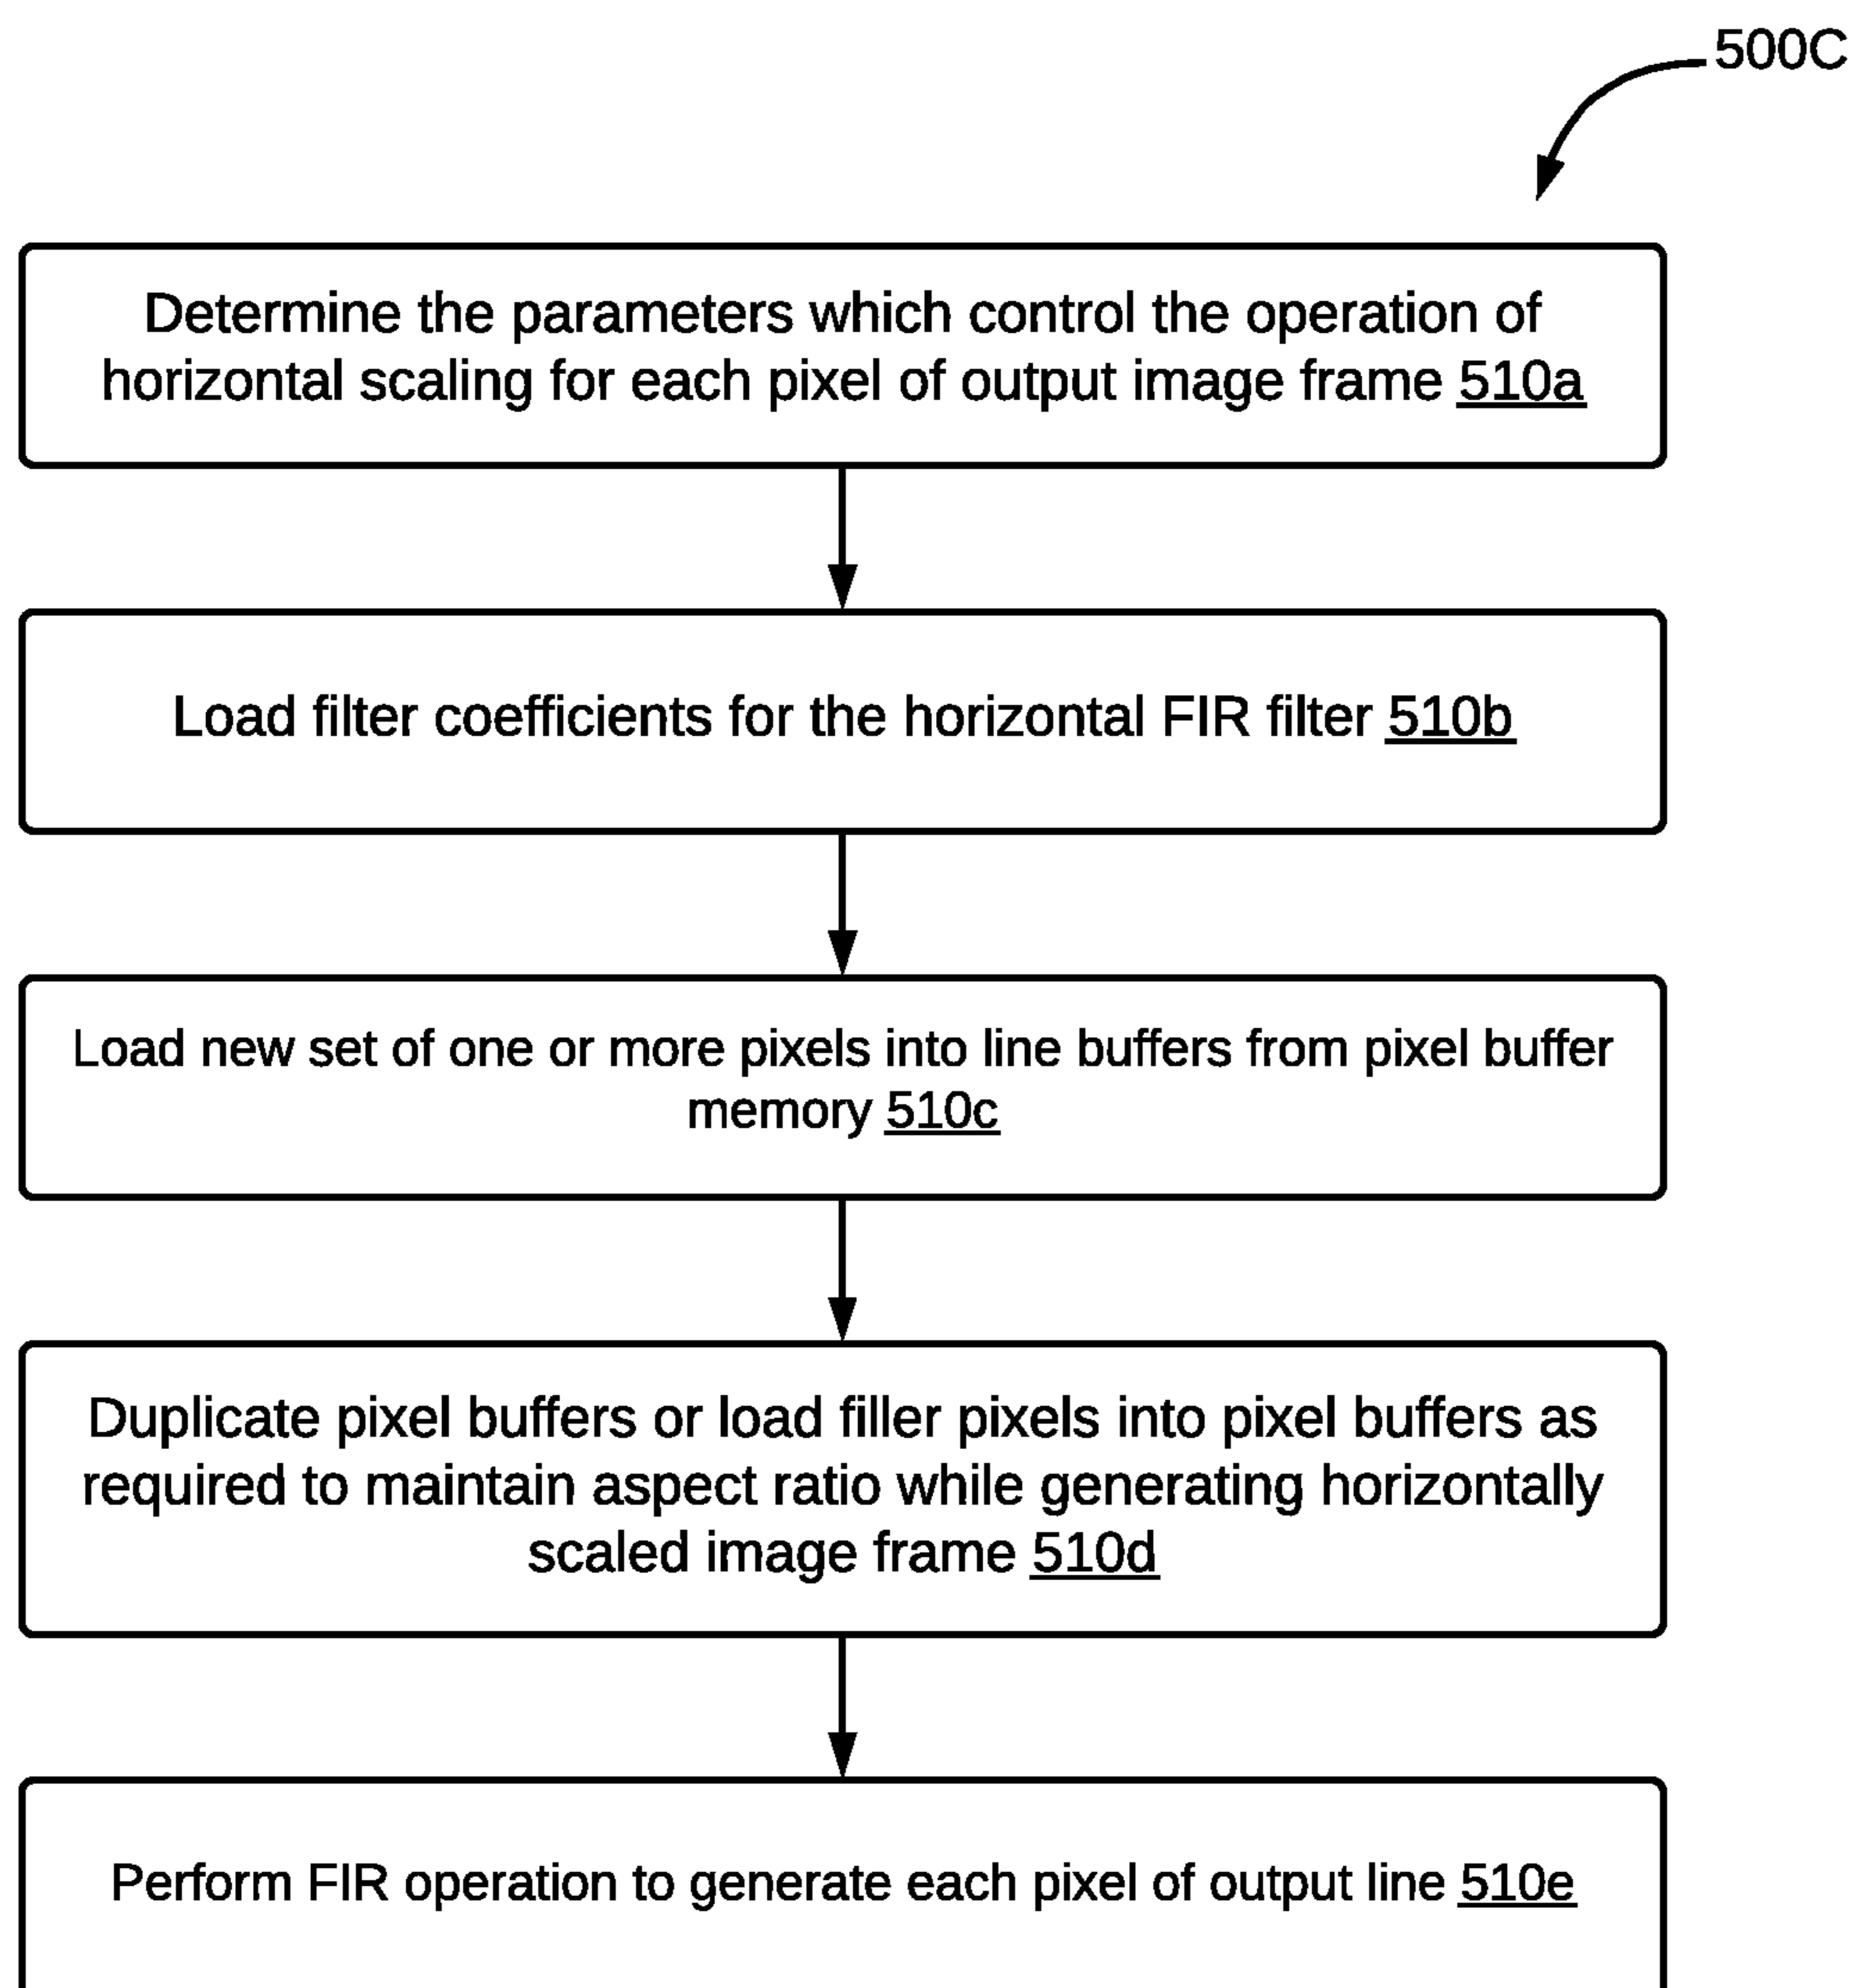 500C
Determine the parameters which control the operation of
horizontal scaling for each pixel of output image frame 510a
Load filter coefficients for the horizontal FIR filter 510b
Load new set of one or more pixels into line buffers from pixel buffer
memory 510c
Duplicate pixel buffers or load filler pixels into pixel buffers as
required to maintain aspect ratio while generating horizontally
scaled image frame 510d
Perform FIR operation to generate each pixel of output line 510e